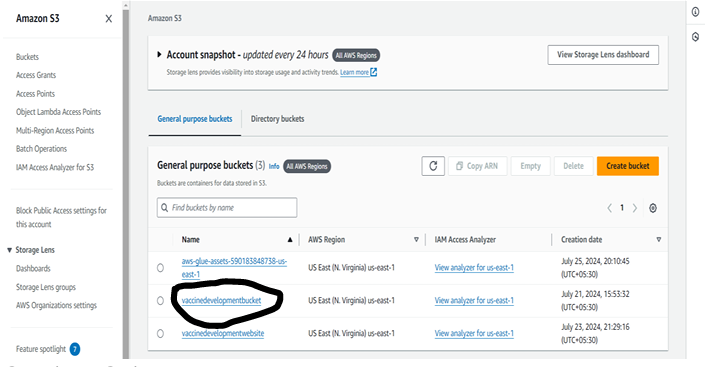 Amazon S3
X
Buckets
Access Grants
Access Points
Object Lambda Access Points
Multi-Region Access Points
Batch Operations
IAM Access Analyzer for S3
Block Public Access settings for
this account
Storage Lens
Dashboards
Storage Lens groups
AWS Organizations settings
Feature spotlight 7
Amazon S3
Account snapshot - updated every 24 hours All AWS Regions
View Storage Lens dashboard
Storage lens provides visibility into storage usage and activity trends. Learn more
General purpose buckets Directory buckets
General purpose buckets (3) Info All AWS Regions
Copy ARN Empty Delete Create bucket
Buckets are containers for data stored in S3.
Find buckets by name
1
Name AWS Region IAM Access Analyzer Creation date
aws-glue-assets-590183848738-us-
east-1
US East (N. Virginia) us-east-1
View analyzer for us-east-1
July 25, 2024, 20:10:45
(UTC+05:30)
vaccinedevelopmentbucket
US East (N. Virginia) us-east-1
View analyzer for us-east-1
July 21, 2024, 15:53:32
(UTC+05:30)
vaccinedevelopmentwebsite
US East (N. Virginia) us-east-1
View analyzer for us-east-1
July 23, 2024, 21:29:16
(UTC+05:30)